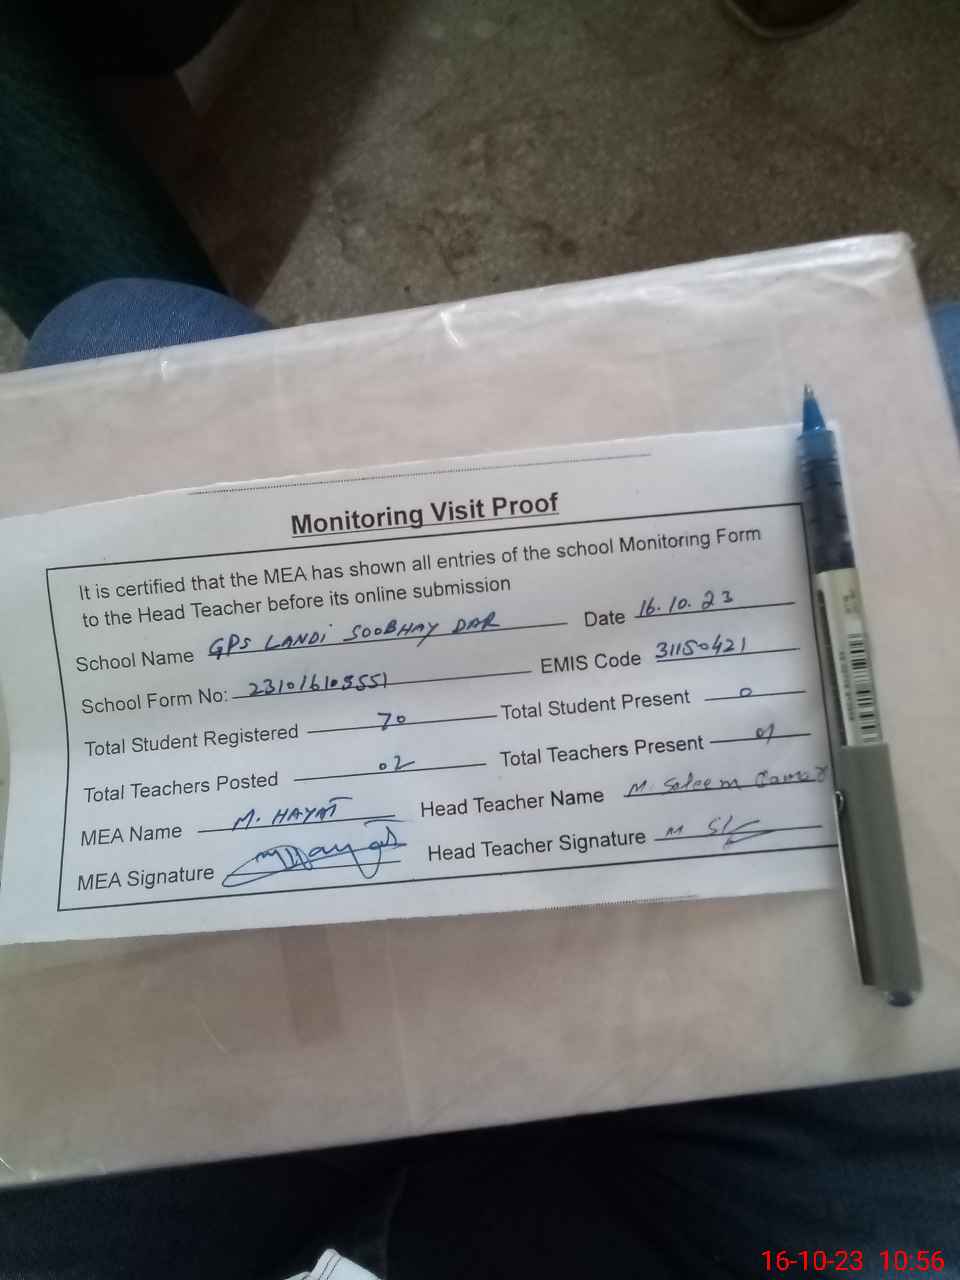 Monitoring Visit Proof
It is certified that the MEA has shown all entries of the school Monitoring Form
to the Head Teacher before its online submission
School Name GPS LANDI SOOBHAY DAR Date 16.10.23
School Form No: EMIS Code 31150421
Total Student Registered 70 Total Student Present 0
Total Teachers Posted 02 Total Teachers Present 01
MEA Name M. HAYAT Head Teacher Name M. Saleem
MEA Signature Head Teacher Signature
16-10-23 10:56